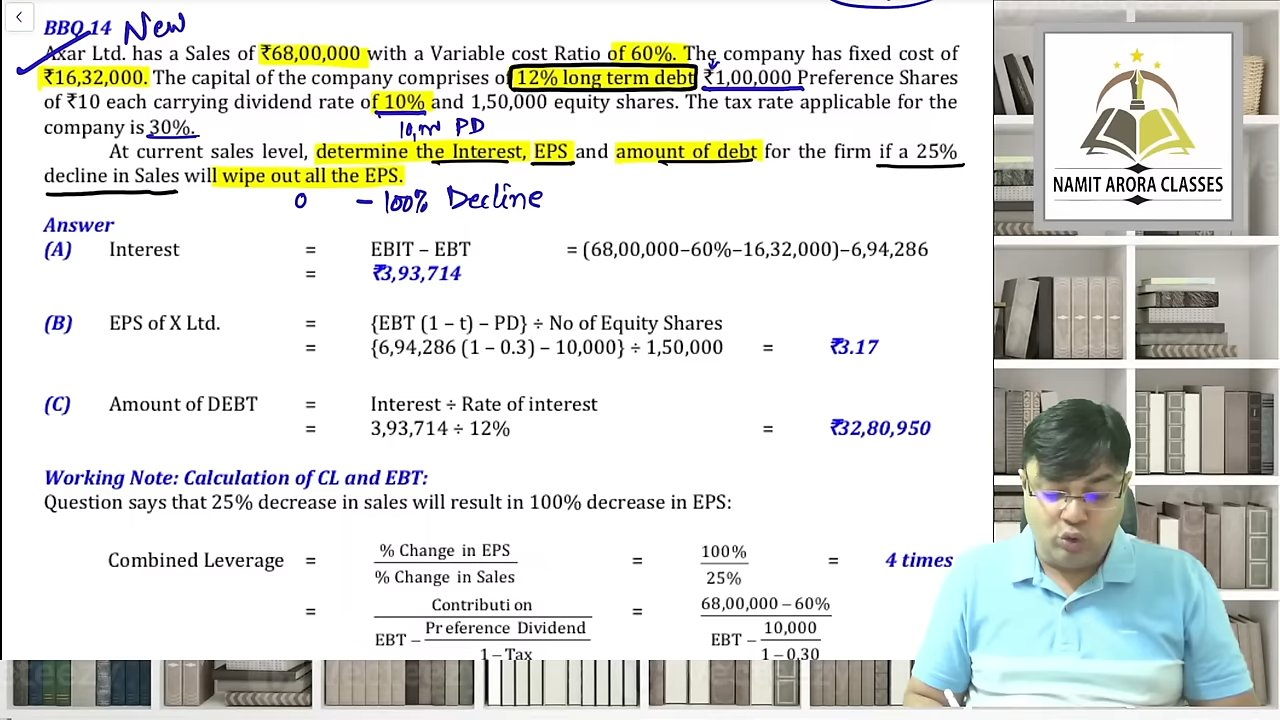 BBQ.14 New
Axar Ltd. has a Sales of ₹68,00,000 with a Variable cost Ratio of 60%. The company has fixed cost of
₹16,32,000. The capital of the company comprises of 12% long term debt ₹1,00,000 Preference Shares
of ₹10 each carrying dividend rate of 10% and 1,50,000 equity shares. The tax rate applicable for the
company is 30%.
10,000 PD
At current sales level, determine the Interest, EPS and amount of debt for the firm if a 25%
decline in Sales will wipe out all the EPS.
0 – 100% Decline
Answer
(A) Interest = EBIT – EBT = (68,00,000–60%–16,32,000)–6,94,286
= ₹3,93,714
(B) EPS of X Ltd. = {EBT (1 – t) – PD} ÷ No of Equity Shares
= {6,94,286 (1 – 0.3) – 10,000} ÷ 1,50,000 = ₹3.17
(C) Amount of DEBT = Interest ÷ Rate of interest
= 3,93,714 ÷ 12% = ₹32,80,950
Working Note: Calculation of CL and EBT:
Question says that 25% decrease in sales will result in 100% decrease in EPS:
Combined Leverage = % Change in EPS / % Change in Sales = 100% / 25% = 4 times
= Contributi on / EBT – Pr eference Dividend / 1 – Tax = 68,00,000 – 60% / EBT – 10,000 / 1 – 0.30
NAMIT ARORA CLASSES